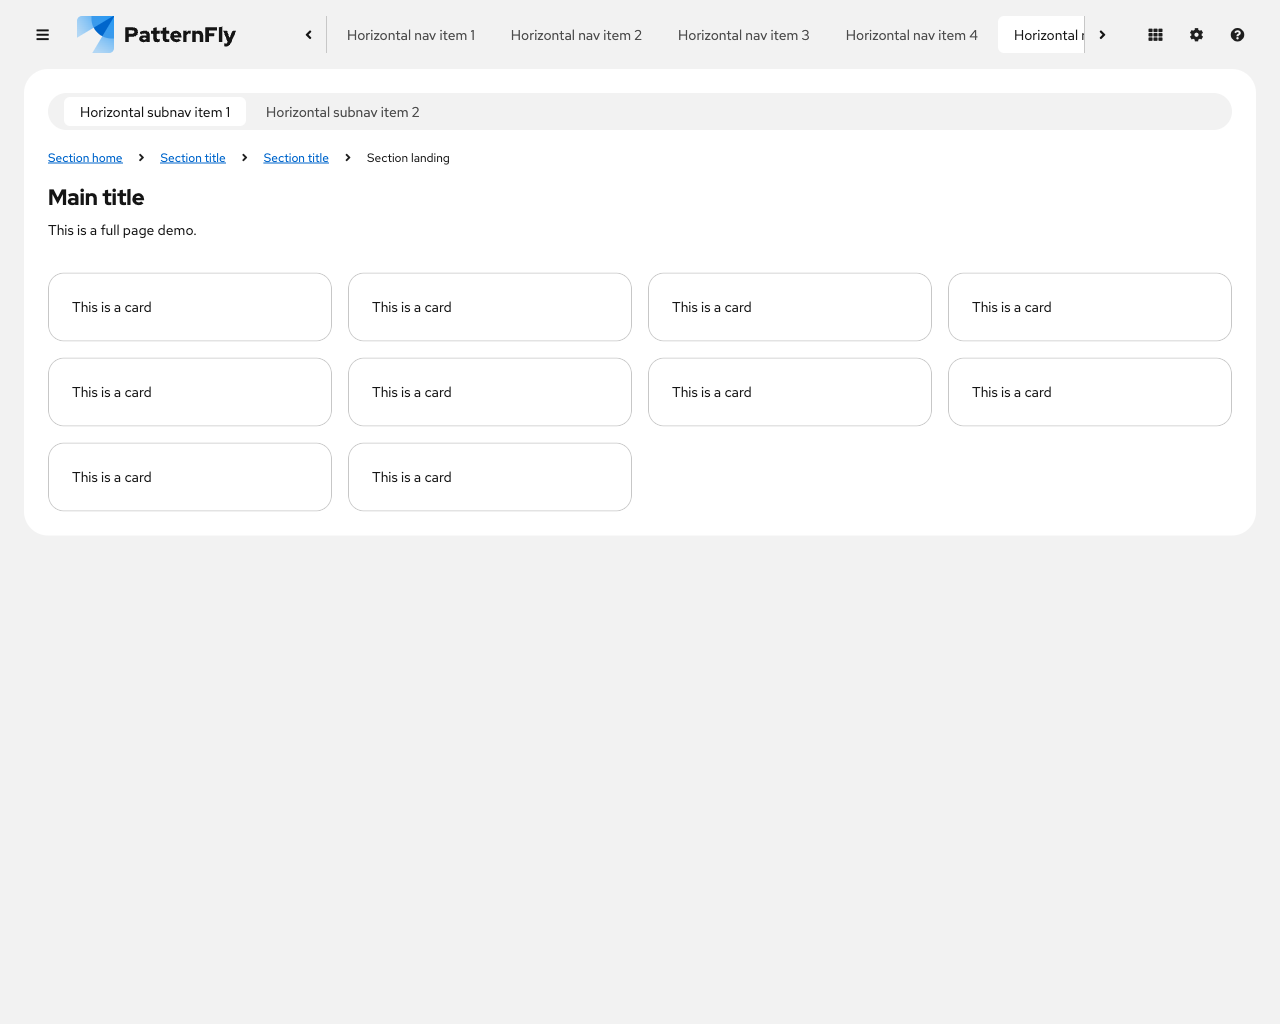 PatternFly
Horizontal nav item 1
Horizontal nav item 2
Horizontal nav item 3
Horizontal nav item 4
Horizontal
Horizontal subnav item 1
Horizontal subnav item 2
Section home
Section title
Section title
Section landing
Main title
This is a full page demo.
This is a card
This is a card
This is a card
This is a card
This is a card
This is a card
This is a card
This is a card
This is a card
This is a card